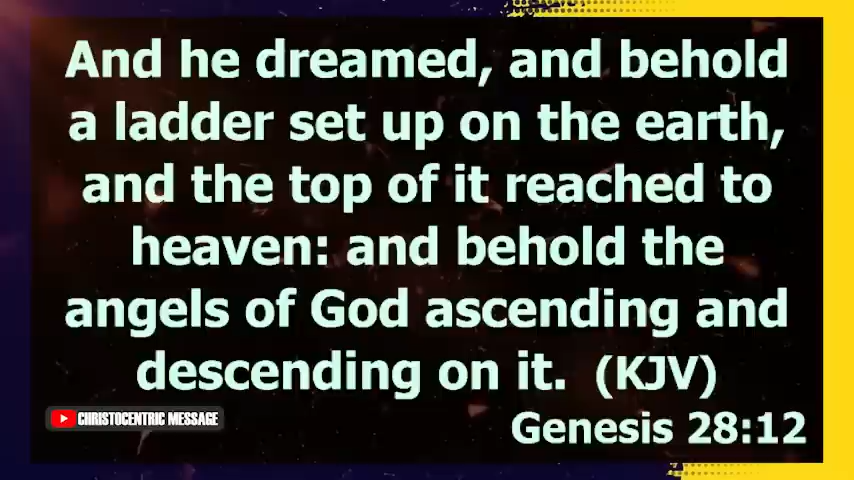 And he dreamed, and behold
a ladder set up on the earth,
and the top of it reached to
heaven: and behold the
angels of God ascending and
descending on it. (KJV)
CHRISTOCENTRIC MESSAGE
Genesis 28:12